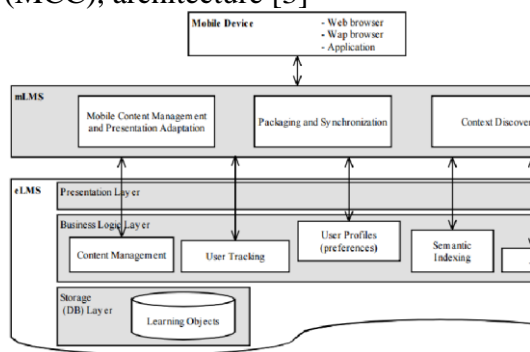 (MCC), architecture [3]
Mobile Device
- Web browser
- Wap browser
- Application
mLMS
Mobile Content Management
and Presentation Adaptation
Packaging and Synchronization
Context Discover
eLMS
Presentation Layer
Business Logic Layer
Content Management
User Tracking
User Profiles
(preferences)
Semantic
Indexing
Storage
(DB) Layer
Learning Objects